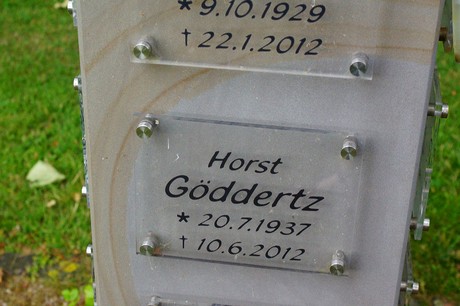 * 9.10.1929
† 22.1.2012
Horst
Göddertz
* 20.7.1937
† 10.6.2012